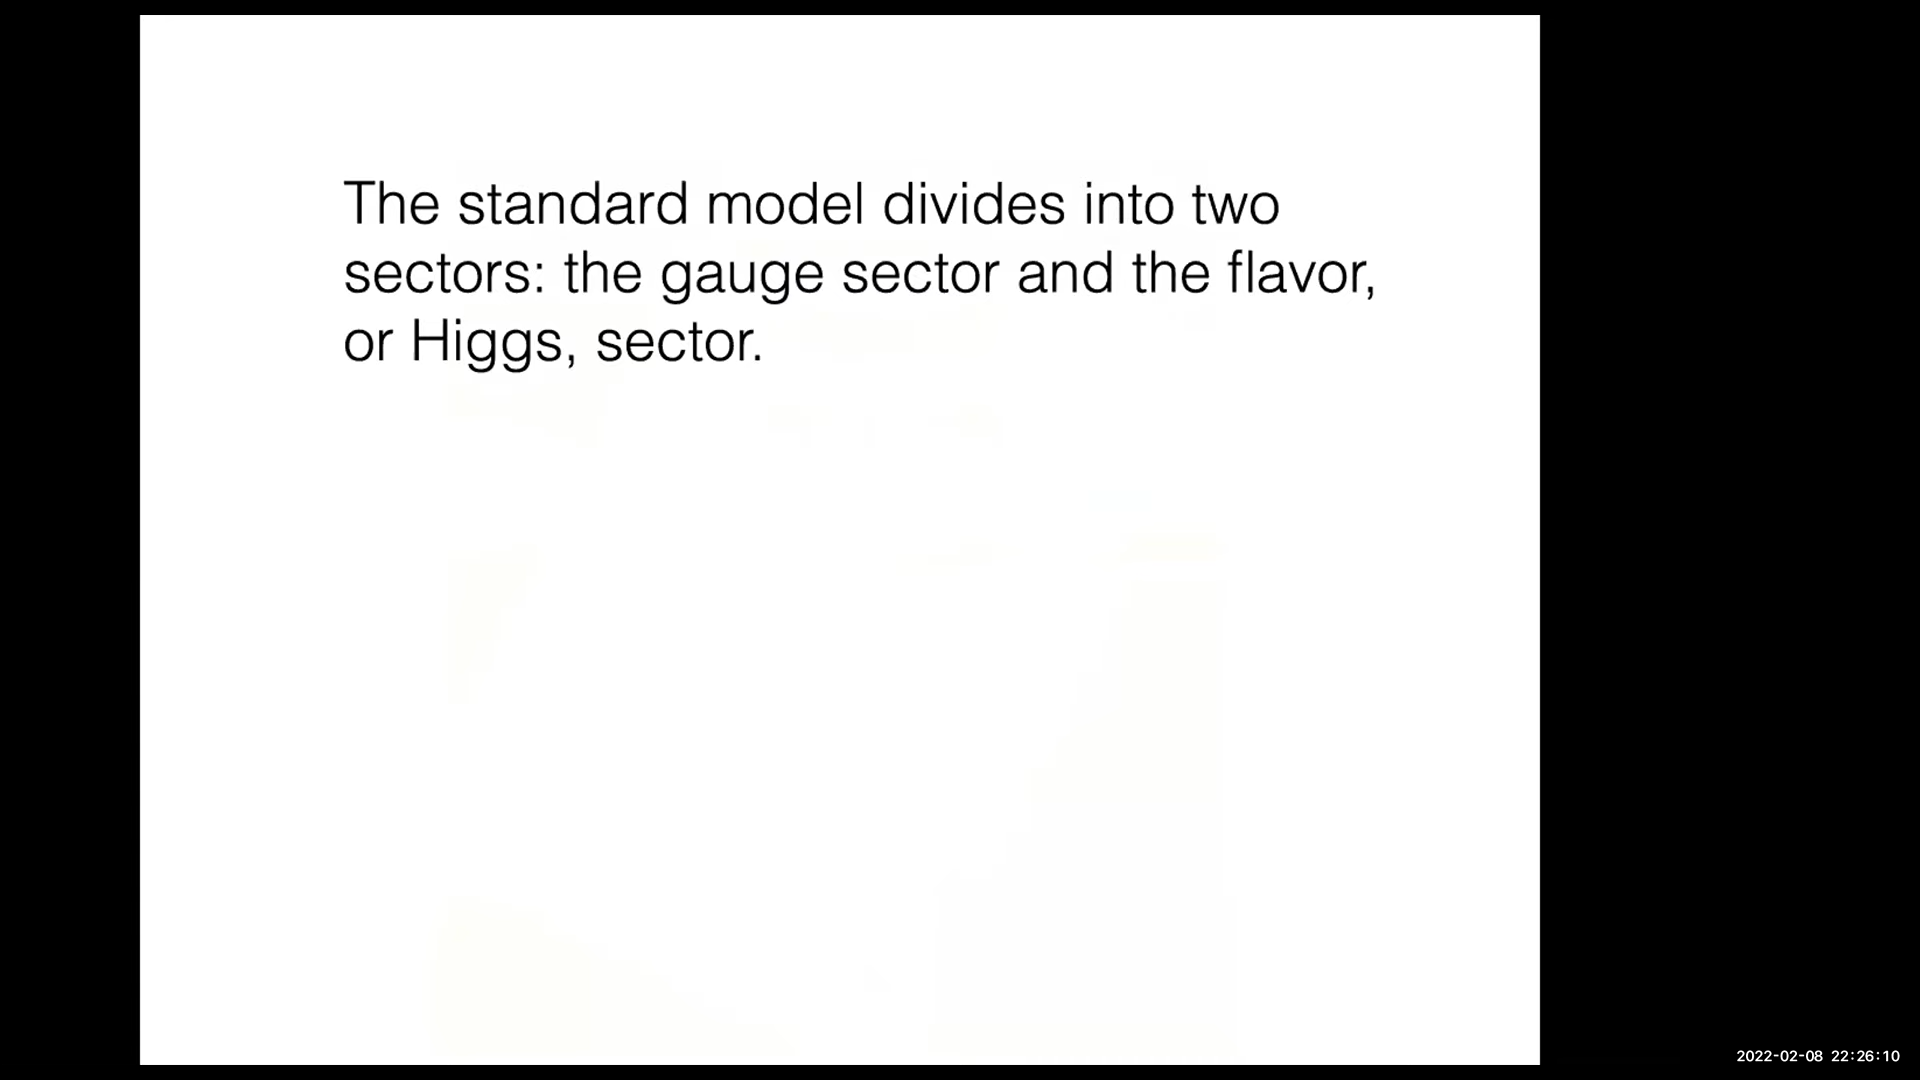 The standard model divides into two
sectors: the gauge sector and the flavor,
or Higgs, sector.
2022-02-08 22:26:10